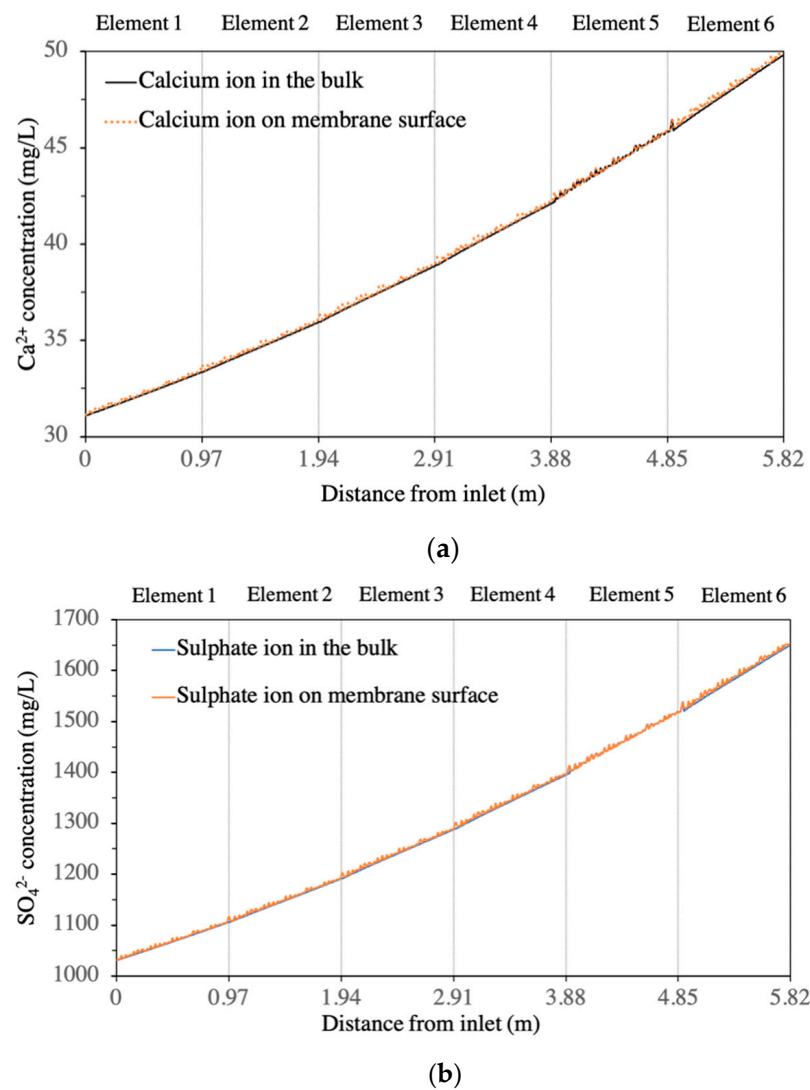 Element 1 Element 2 Element 3 Element 4 Element 5 Element 6
50
Calcium ion in the bulk
Calcium ion on membrane surface
45
40
35
30
Ca²⁺ concentration (mg/L)
0 0.97 1.94 2.91 3.88 4.85 5.82
Distance from inlet (m)
(a)
Element 1 Element 2 Element 3 Element 4 Element 5 Element 6
1700
Sulphate ion in the bulk
1600
Sulphate ion on membrane surface
1500
1400
1300
1200
1100
1000
SO₄²⁻ concentration (mg/L)
0 0.97 1.94 2.91 3.88 4.85 5.82
Distance from inlet (m)
(b)